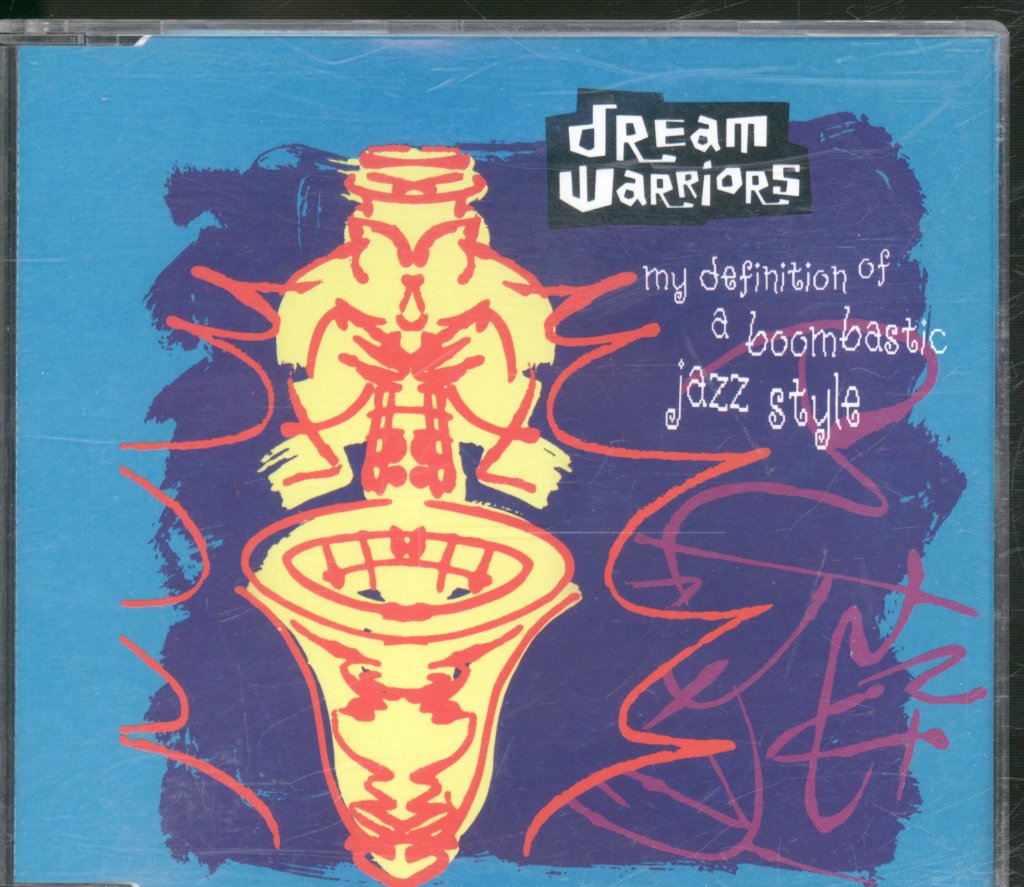 dREam
WaRRioRS
my definition of
a boombastic
jazz style